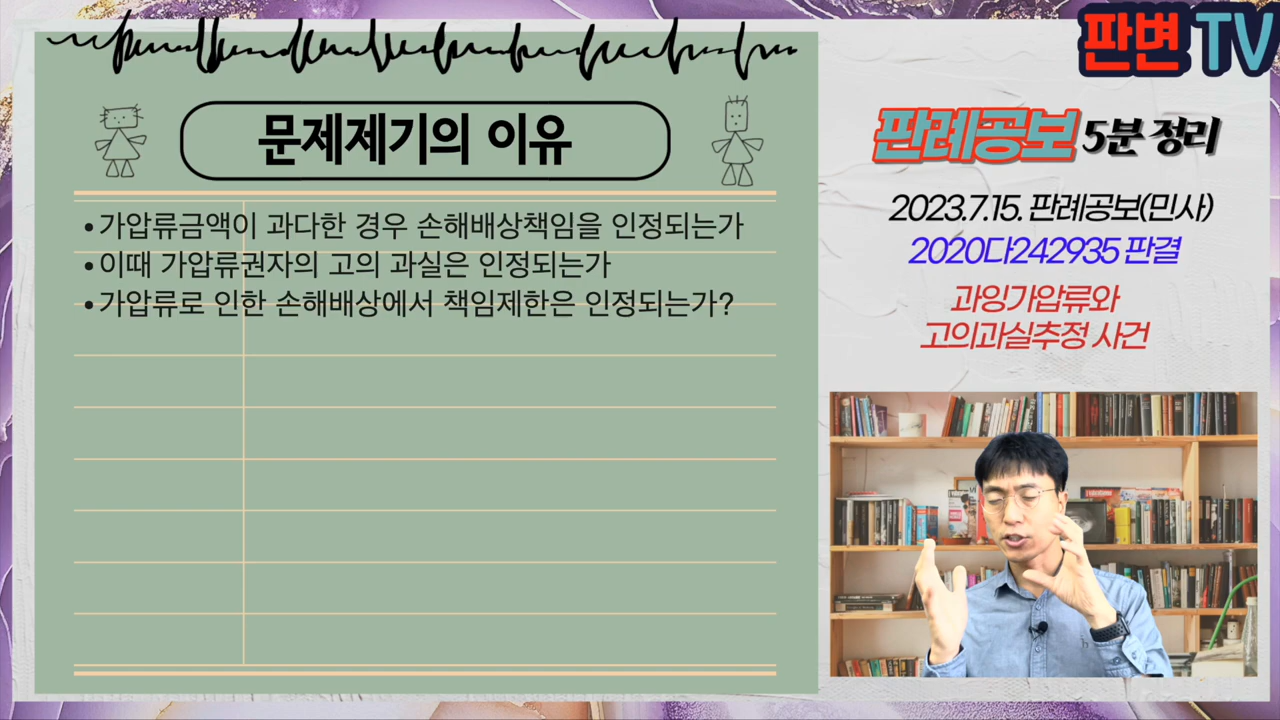 판변 TV
문제제기의 이유
• 가압류금액이 과다한 경우 손해배상책임을 인정되는가
• 이때 가압류권자의 고의 과실은 인정되는가
• 가압류로 인한 손해배상에서 책임제한은 인정되는가?
판례공보 5분 정리
2023.7.15. 판례공보(민사)
2020다242935 판결
과잉가압류와
고의과실추정 사건